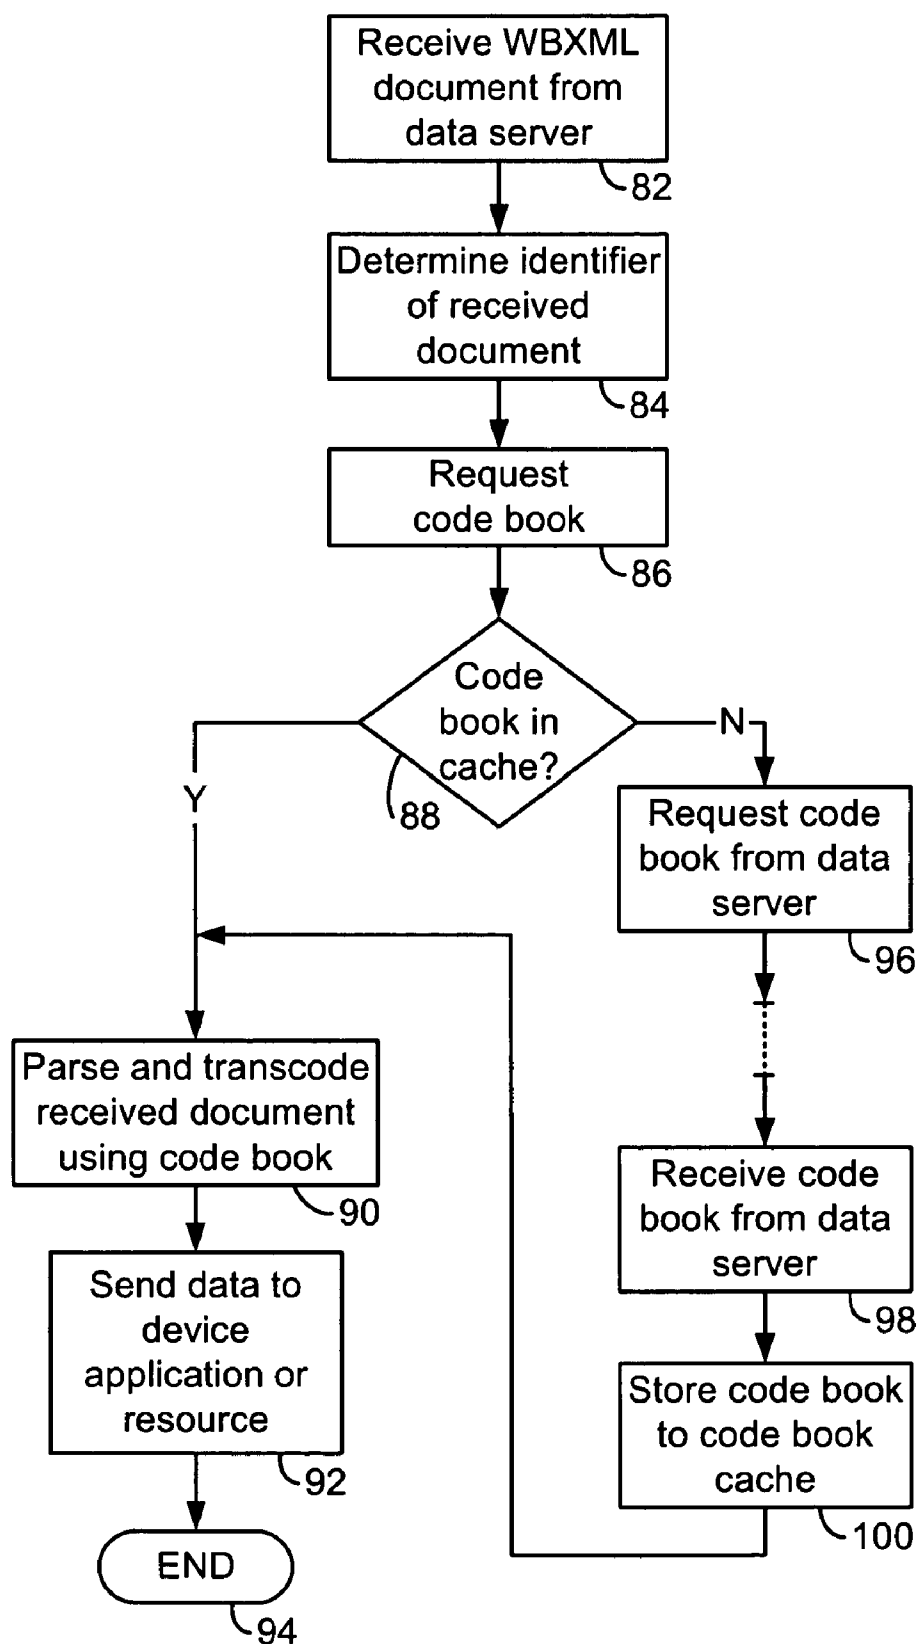 Receive WBXML
document from
data server
82
Determine identifier
of received
document
84
Request
code book
86
Code
book in
cache?
88
Y
N
Request code
book from data
server
96
Parse and transcode
received document
using code book
90
Receive code
book from data
server
98
Send data to
device
application or
resource
92
Store code book
to code book
cache
100
END
94